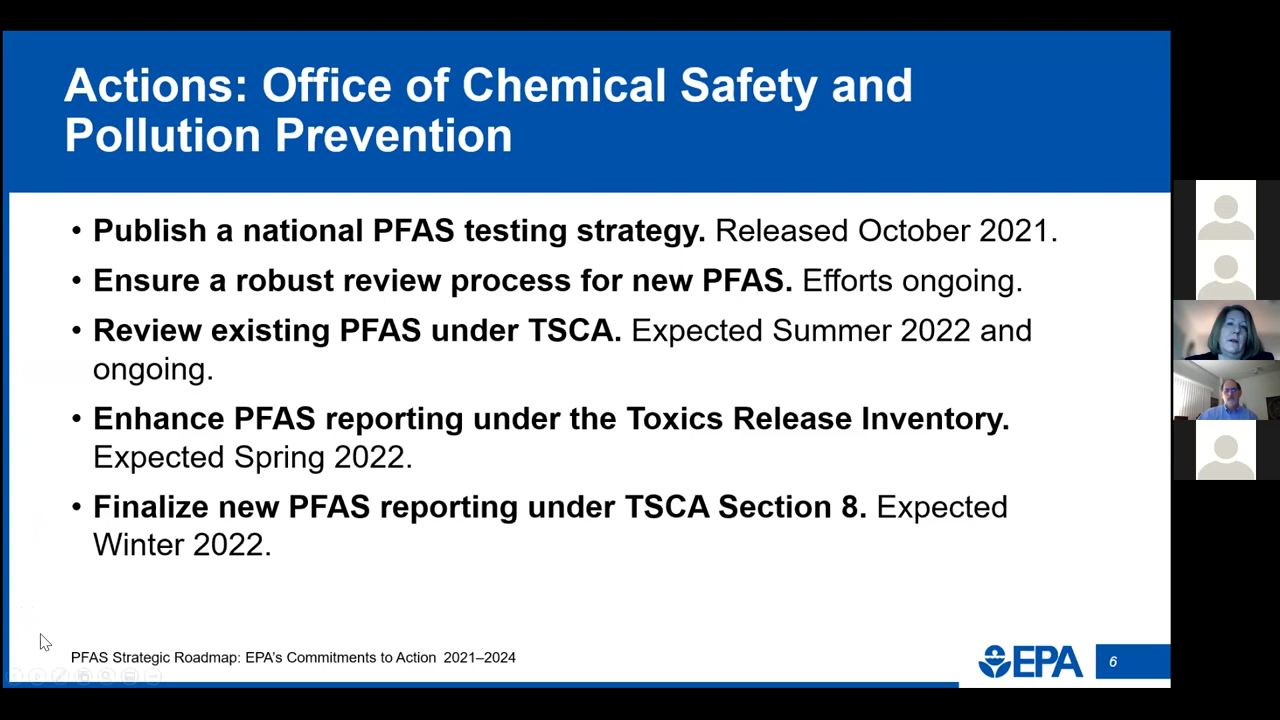 Actions: Office of Chemical Safety and
Pollution Prevention
• Publish a national PFAS testing strategy. Released October 2021.
• Ensure a robust review process for new PFAS. Efforts ongoing.
• Review existing PFAS under TSCA. Expected Summer 2022 and
ongoing.
• Enhance PFAS reporting under the Toxics Release Inventory.
Expected Spring 2022.
• Finalize new PFAS reporting under TSCA Section 8. Expected
Winter 2022.
PFAS Strategic Roadmap: EPA's Commitments to Action 2021–2024
EPA
6